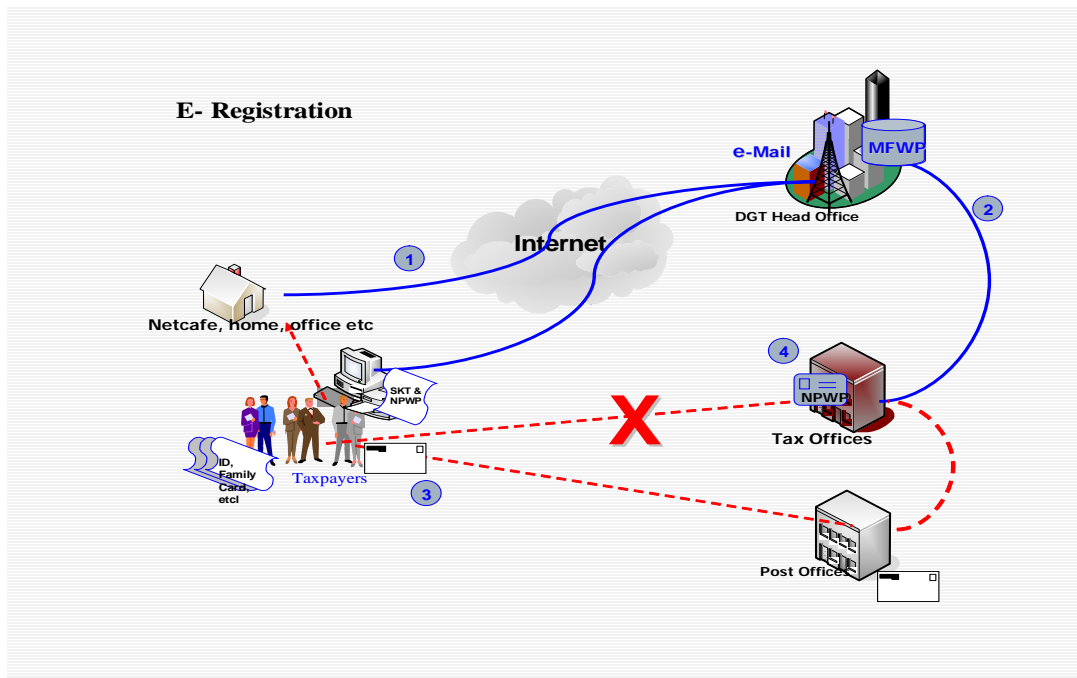 E- Registration
e-Mail
MFWP
DGT Head Office
2
Internet
1
Netcafe, home, office etc
4
SKT &
NPWP
NPWP
Tax Offices
X
ID,
Family
Card,
etcl
Taxpayers
3
Post Offices